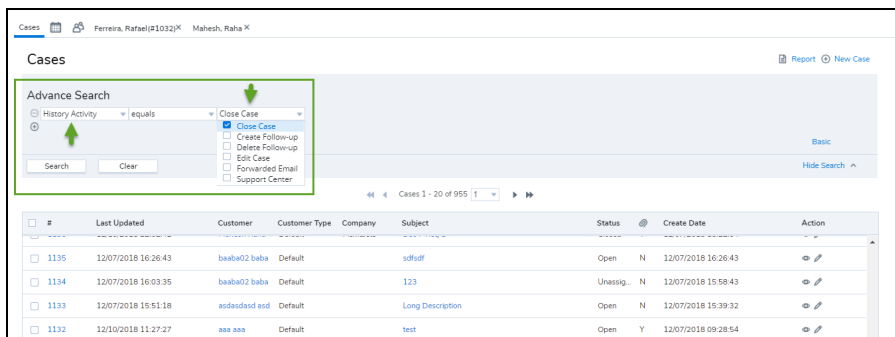 Cases Ferreira, Rafael(#1032)× Mahesh, Raha ×
Cases
Report New Case
Advance Search
History Activity equals Close Case
Close Case
Create Follow-up
Delete Follow-up
Edit Case
Forwarded Email
Support Center
Basic
Search Clear Hide Search
Cases 1 - 20 of 955 1
# Last Updated Customer Customer Type Company Subject Status Create Date Action
1135 12/07/2018 16:26:43 baaba02 baba Default sdfsdf Open N 12/07/2018 16:26:43
1134 12/07/2018 16:03:35 baaba02 baba Default 123 Unassig... N 12/07/2018 15:58:43
1133 12/07/2018 15:51:18 asdasdasd asd Default Long Description Open N 12/07/2018 15:39:32
1132 12/10/2018 11:27:27 aaa aaa Default test Open Y 12/07/2018 09:28:54